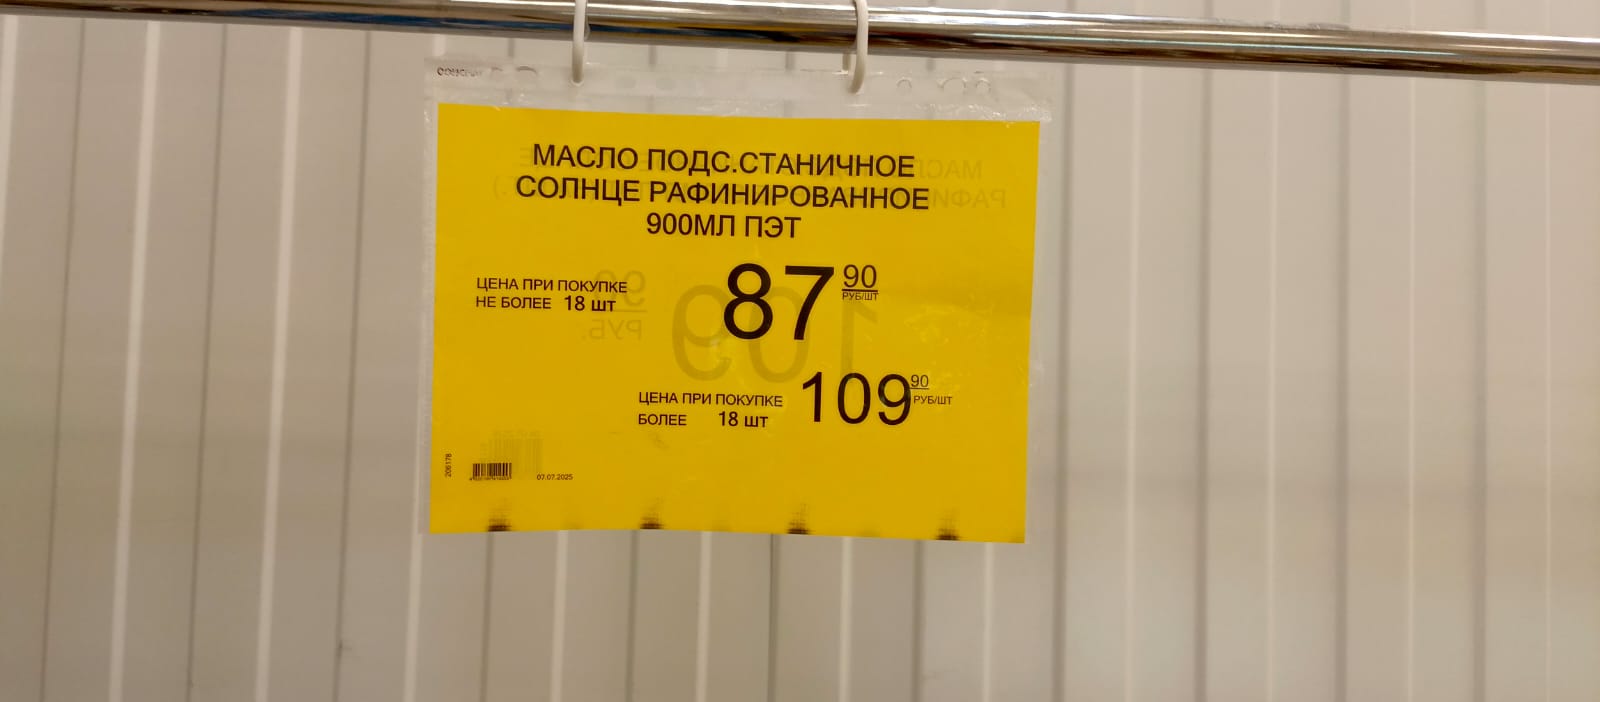 МАСЛО ПОДС.СТАНИЧНОЕ
СОЛНЦЕ РАФИНИРОВАННОЕ
900МЛ ПЭТ
ЦЕНА ПРИ ПОКУПКЕ
НЕ БОЛЕЕ 18 шт
87 90
РУБ/ШТ
ЦЕНА ПРИ ПОКУПКЕ
БОЛЕЕ 18 шт
109 90
РУБ/ШТ
206178
07.07.2025